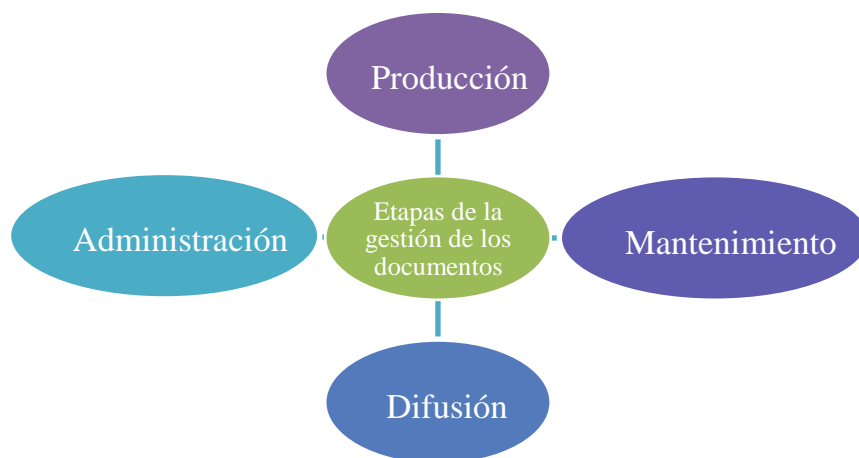 Producción
Administración
Etapas de la
gestión de los
documentos
Mantenimiento
Difusión